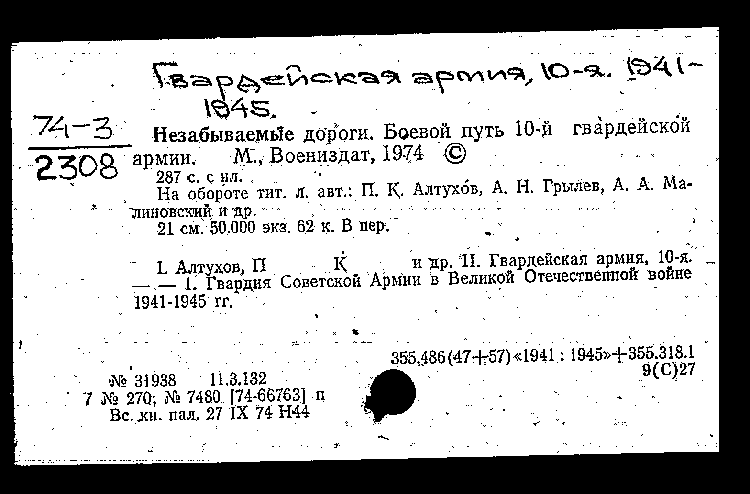 Гвардейская армия, 10-я. 1941-
1945.
74-3
2308
Незабываемые дороги. Боевой путь 10-й гвардейской
армии. М., Воениздат, 1974 ©
287 с. с ил.
На обороте тит. л. авт.: П. К. Алтухов, А. Н. Грылев, А. А. Ма-
линовский и др.
21 см. 50.000 экз. 62 к. В пер.
I. Алтухов, П К и др. II. Гвардейская армия, 10-я.
— — 1. Гвардия Советской Армии в Великой Отечественной войне
1941-1945 гг.
355.486(47+57)«1941 : 1945»+355.318.1
9(С)27
№ 31938 11.3.132
7 № 270; № 7480 [74-66763] п
Вс. кн. пал. 27 IX 74 Н44